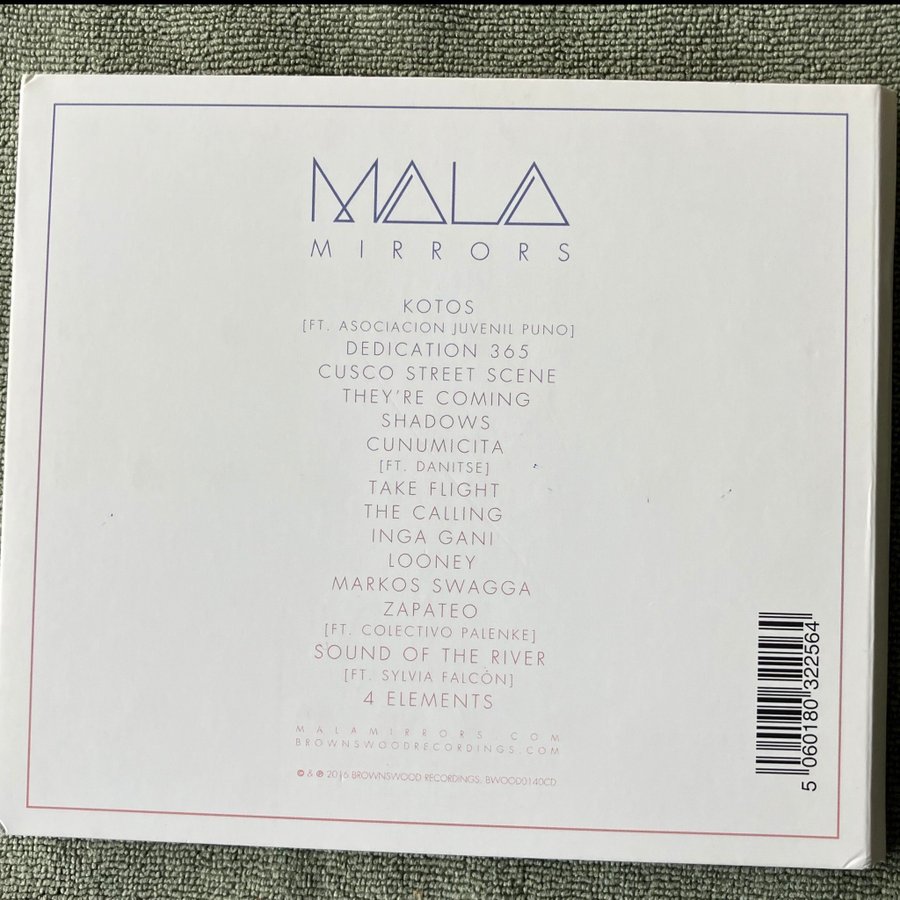 MALA
MIRRORS
KOTOS
[FT. ASOCIACION JUVENIL PUNO]
DEDICATION 365
CUSCO STREET SCENE
THEY'RE COMING
SHADOWS
CUNUMICITA
[FT. DANITSE]
TAKE FLIGHT
THE CALLING
INGA GANI
LOONEY
MARKOS SWAGGA
ZAPATEO
[FT. COLECTIVO PALENKE]
SOUND OF THE RIVER
[FT. SYLVIA FALCÓN]
4 ELEMENTS
MALAMIRRORS.COM
BROWNSWOODRECORDINGS.COM
© & ℗ 2016 BROWNSWOOD RECORDINGS, BWOOD0140CD
5 060180 322564